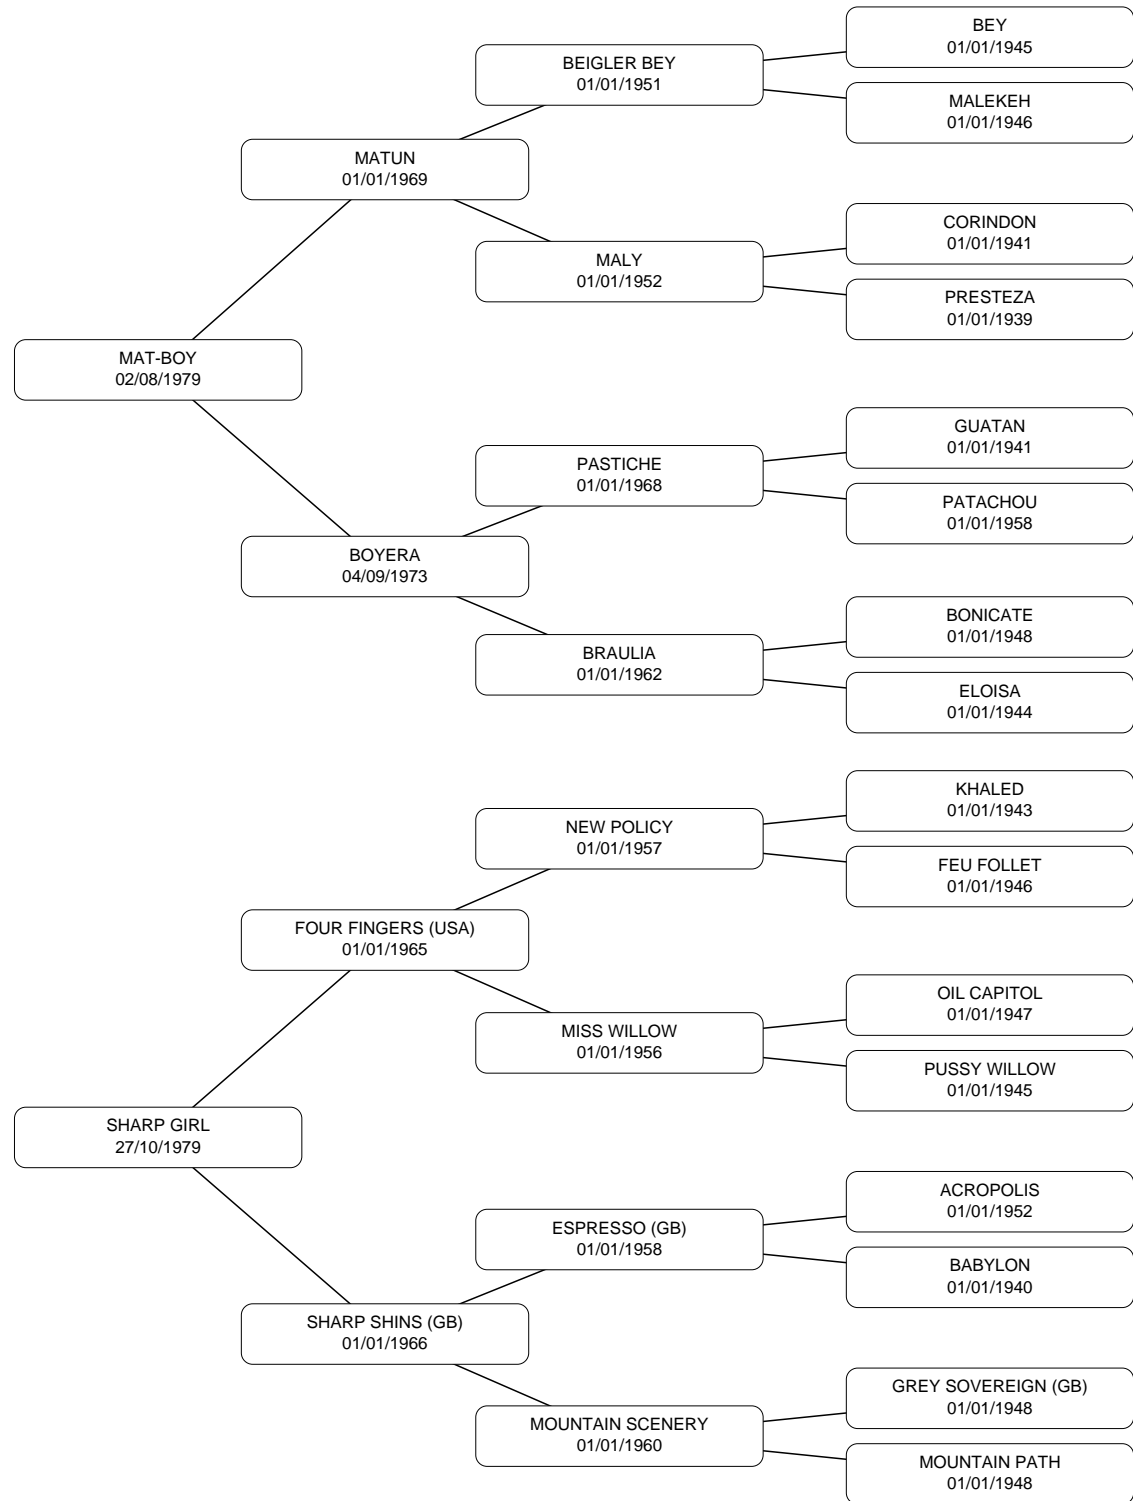 BEY
01/01/1945
BEIGLER BEY
01/01/1951
MALEKEH
01/01/1946
MATUN
01/01/1969
CORINDON
01/01/1941
MALY
01/01/1952
PRESTEZA
01/01/1939
MAT-BOY
02/08/1979
GUATAN
01/01/1941
PASTICHE
01/01/1968
PATACHOU
01/01/1958
BOYERA
04/09/1973
BONICATE
01/01/1948
BRAULIA
01/01/1962
ELOISA
01/01/1944
KHALED
01/01/1943
NEW POLICY
01/01/1957
FEU FOLLET
01/01/1946
FOUR FINGERS (USA)
01/01/1965
OIL CAPITOL
01/01/1947
MISS WILLOW
01/01/1956
PUSSY WILLOW
01/01/1945
SHARP GIRL
27/10/1979
ACROPOLIS
01/01/1952
ESPRESSO (GB)
01/01/1958
BABYLON
01/01/1940
SHARP SHINS (GB)
01/01/1966
GREY SOVEREIGN (GB)
01/01/1948
MOUNTAIN SCENERY
01/01/1960
MOUNTAIN PATH
01/01/1948